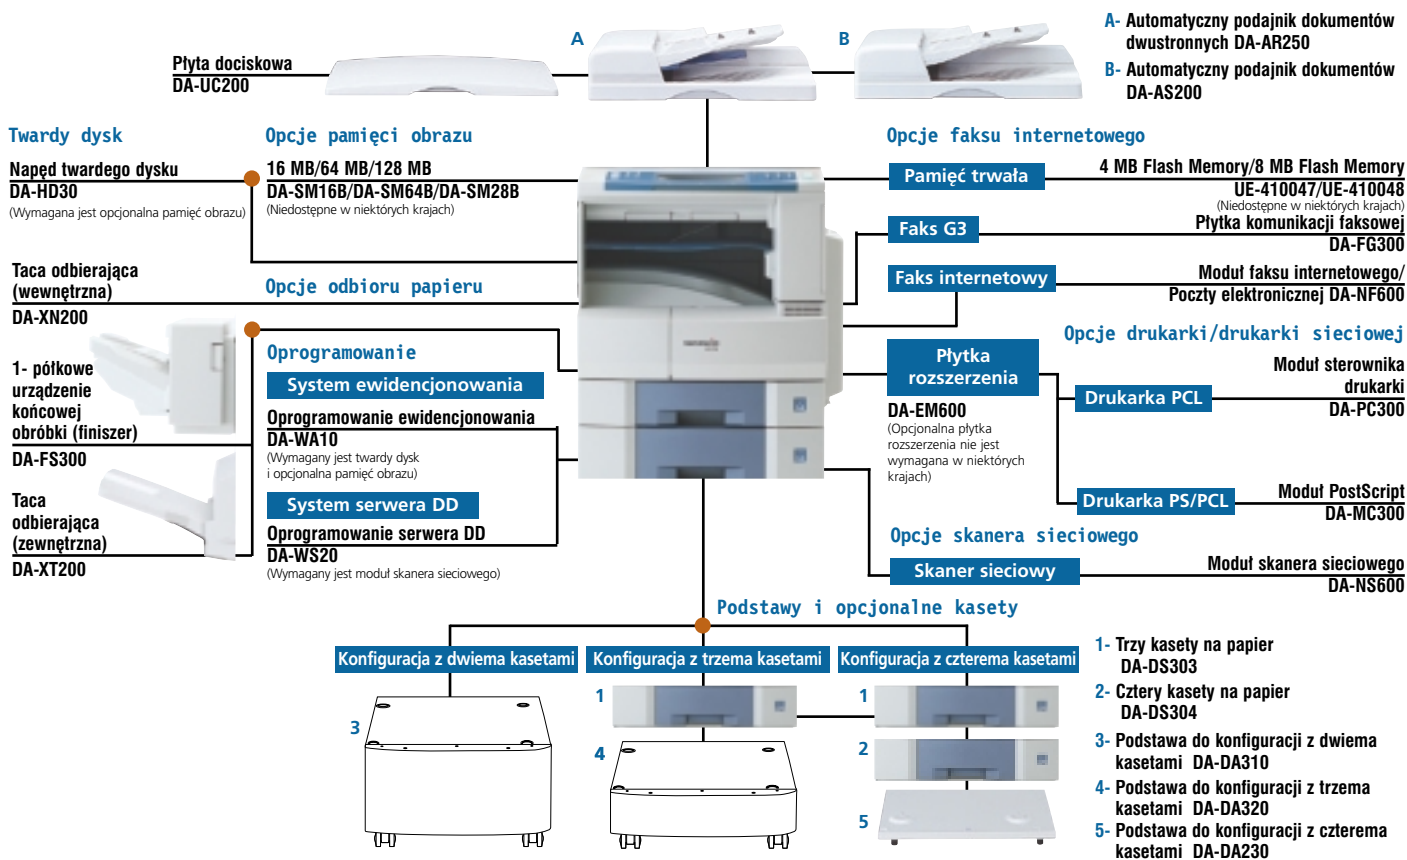 Płyta dociskowa
DA-UC200
A
B
A- Automatyczny podajnik dokumentów
dwustronnych DA-AR250
B- Automatyczny podajnik dokumentów
DA-AS200
Twardy dysk
Napęd twardego dysku
DA-HD30
(Wymagana jest opcjonalna pamięć obrazu)
Opcje pamięci obrazu
16 MB/64 MB/128 MB
DA-SM16B/DA-SM64B/DA-SM28B
(Niedostępne w niektórych krajach)
Opcje faksu internetowego
Pamięć trwała
4 MB Flash Memory/8 MB Flash Memory
UE-410047/UE-410048
(Niedostępne w niektórych krajach)
Faks G3
Płytka komunikacji faksowej
DA-FG300
Faks internetowy
Moduł faksu internetowego/
Poczty elektronicznej DA-NF600
Taca odbierająca
(wewnętrzna)
DA-XN200
Opcje odbioru papieru
1- półkowe
urządzenie
końcowej
obróbki (finiszer)
DA-FS300
Taca
odbierająca
(zewnętrzna)
DA-XT200
Oprogramowanie
System ewidencjonowania
Oprogramowanie ewidencjonowania
DA-WA10
(Wymagany jest twardy dysk
i opcjonalna pamięć obrazu)
System serwera DD
Oprogramowanie serwera DD
DA-WS20
(Wymagany jest moduł skanera sieciowego)
Opcje drukarki/drukarki sieciowej
Płytka
rozszerzenia
DA-EM600
(Opcjonalna płytka
rozszerzenia nie jest
wymagana w niektórych
krajach)
Drukarka PCL
Moduł sterownika
drukarki
DA-PC300
Drukarka PS/PCL
Moduł PostScript
DA-MC300
Opcje skanera sieciowego
Skaner sieciowy
Moduł skanera sieciowego
DA-NS600
Podstawy i opcjonalne kasety
Konfiguracja z dwiema kasetami
Konfiguracja z trzema kasetami
Konfiguracja z czterema kasetami
3
1
4
1
2
5
1- Trzy kasety na papier
DA-DS303
2- Cztery kasety na papier
DA-DS304
3- Podstawa do konfiguracji z dwiema
kasetami DA-DA310
4- Podstawa do konfiguracji z trzema
kasetami DA-DA320
5- Podstawa do konfiguracji z czterema
kasetami DA-DA230